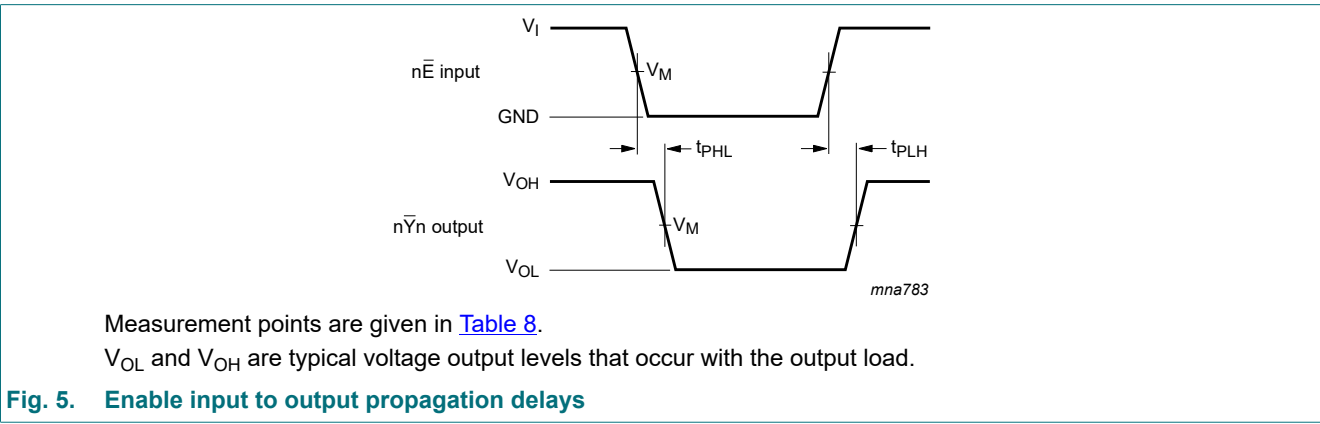 V_I
nE̅ input
V_M
GND
t_PHL
t_PLH
V_OH
nY̅n output
V_M
V_OL
mna783
Measurement points are given in Table 8.
V_OL and V_OH are typical voltage output levels that occur with the output load.
Fig. 5. Enable input to output propagation delays